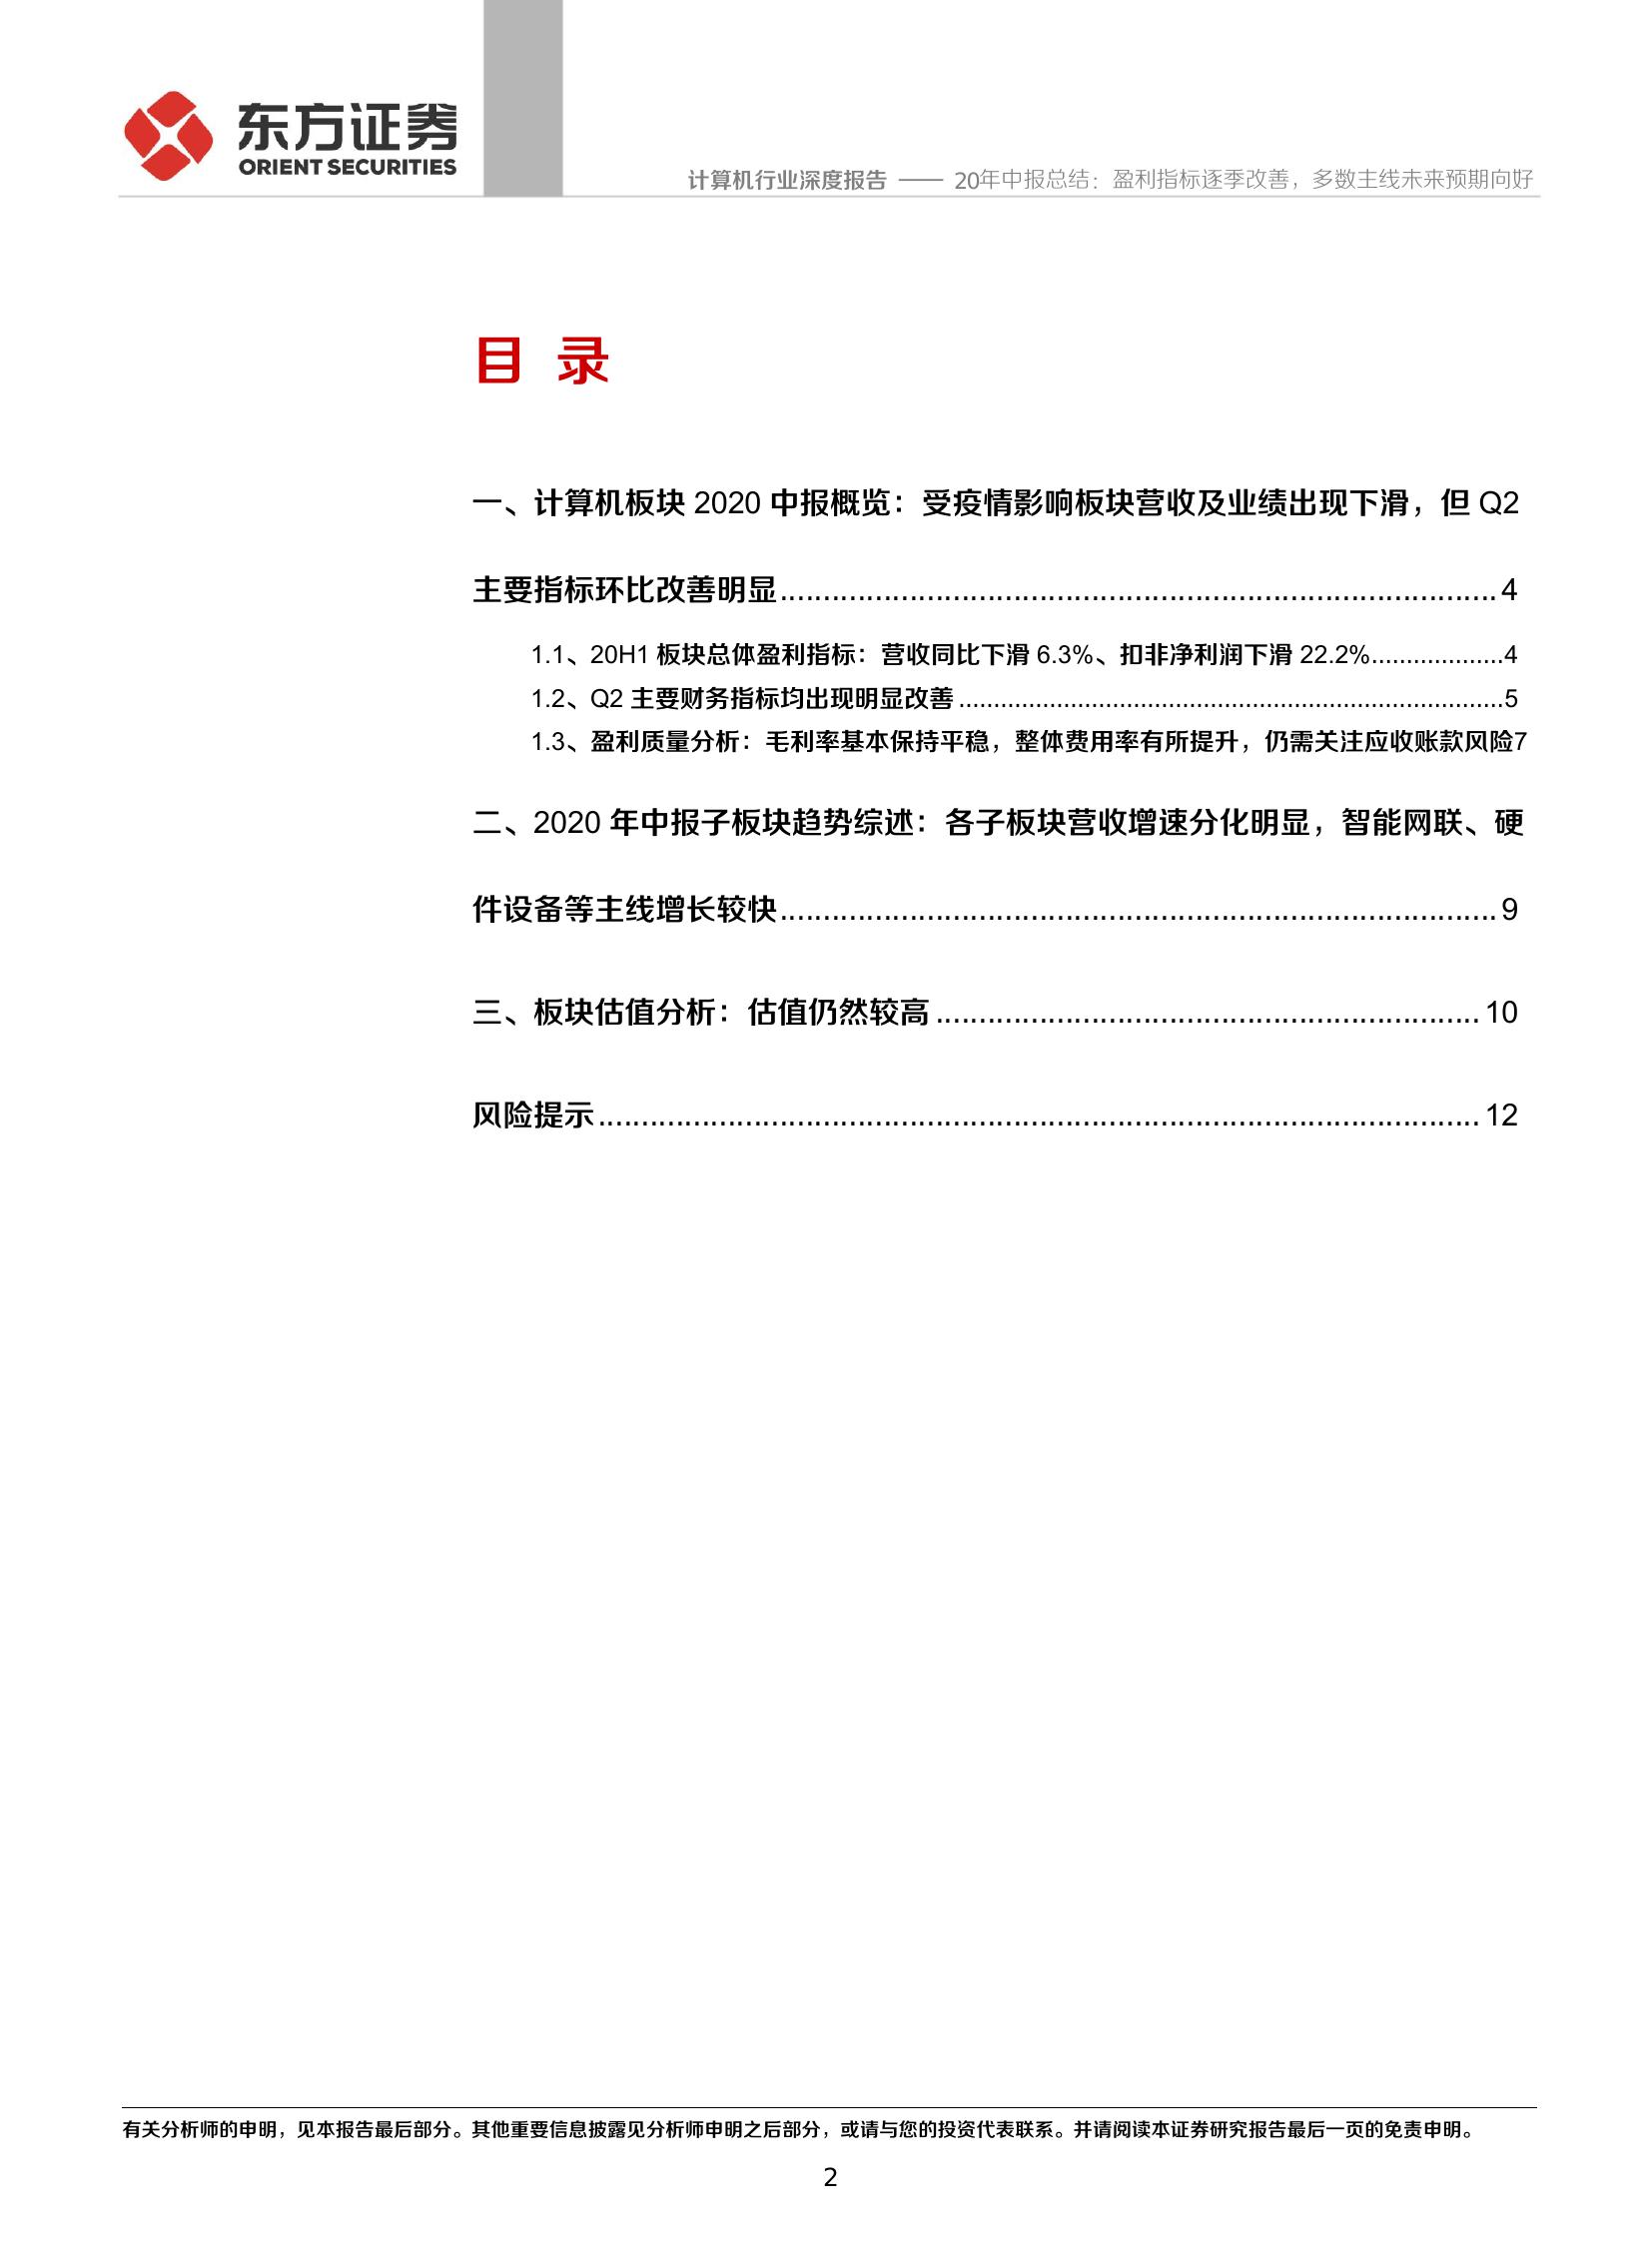 东方证券
ORIENT SECURITIES
计算机行业深度报告 —— 20年中报总结：盈利指标逐季改善，多数主线未来预期向好
目 录
一、计算机板块 2020 中报概览：受疫情影响板块营收及业绩出现下滑，但 Q2
主要指标环比改善明显.................................................................................... 4
1.1、20H1 板块总体盈利指标：营收同比下滑 6.3%、扣非净利润下滑 22.2%...................4
1.2、Q2 主要财务指标均出现明显改善 ..............................................................................5
1.3、盈利质量分析：毛利率基本保持平稳，整体费用率有所提升，仍需关注应收账款风险7
二、2020 年中报子板块趋势综述：各子板块营收增速分化明显，智能网联、硬
件设备等主线增长较快.................................................................................... 9
三、板块估值分析：估值仍然较高 ................................................................ 10
风险提示........................................................................................................ 12
有关分析师的申明，见本报告最后部分。其他重要信息披露见分析师申明之后部分，或请与您的投资代表联系。并请阅读本证券研究报告最后一页的免责申明。
2